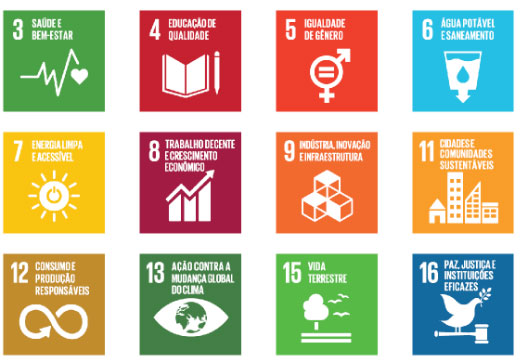 3 SAÚDE E
BEM-ESTAR
4 EDUCAÇÃO DE
QUALIDADE
5 IGUALDADE
DE GÊNERO
6 ÁGUA POTÁVEL
E SANEAMENTO
7 ENERGIA LIMPA
E ACESSÍVEL
8 TRABALHO DECENTE
E CRESCIMENTO
ECONÔMICO
9 INDÚSTRIA, INOVAÇÃO
E INFRAESTRUTURA
11 CIDADES E
COMUNIDADES
SUSTENTÁVEIS
12 CONSUMO E
PRODUÇÃO
RESPONSÁVEIS
13 AÇÃO CONTRA A
MUDANÇA GLOBAL
DO CLIMA
15 VIDA
TERRESTRE
16 PAZ, JUSTIÇA E
INSTITUIÇÕES
EFICAZES